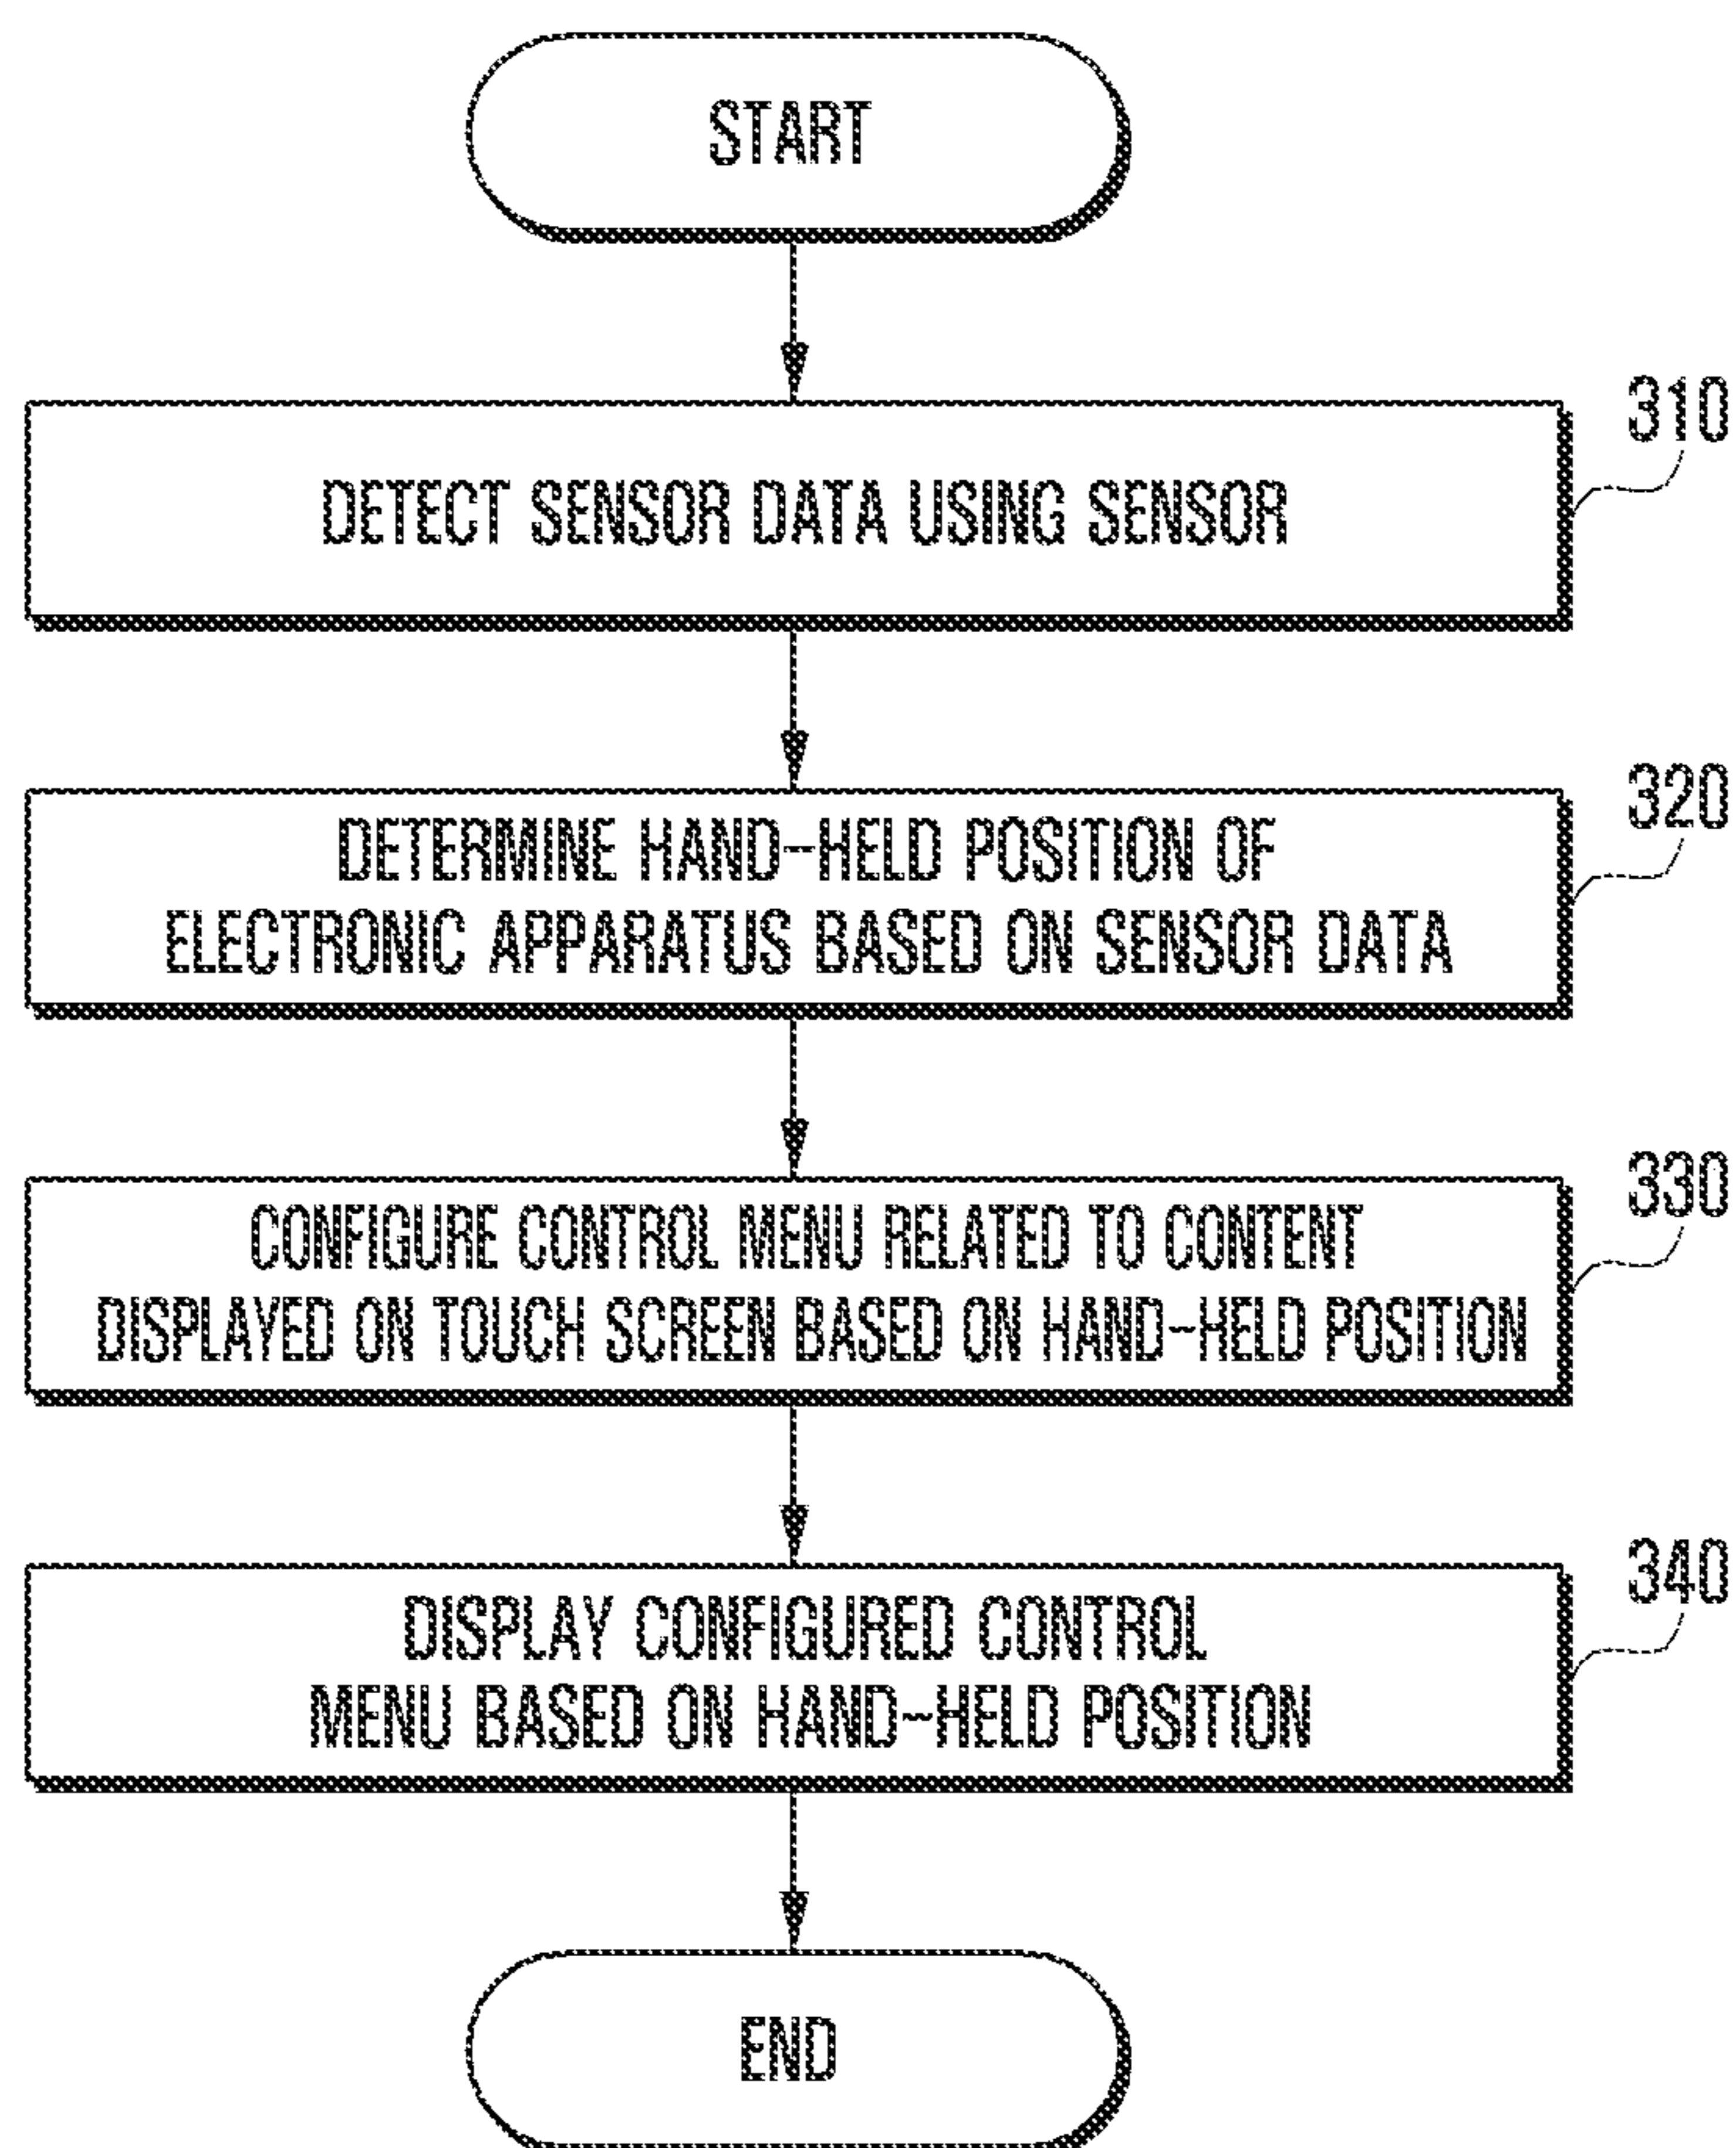 START
310
DETECT SENSOR DATA USING SENSOR
320
DETERMINE HAND-HELD POSITION OF
ELECTRONIC APPARATUS BASED ON SENSOR DATA
330
CONFIGURE CONTROL MENU RELATED TO CONTENT
DISPLAYED ON TOUCH SCREEN BASED ON HAND-HELD POSITION
340
DISPLAY CONFIGURED CONTROL
MENU BASED ON HAND-HELD POSITION
END